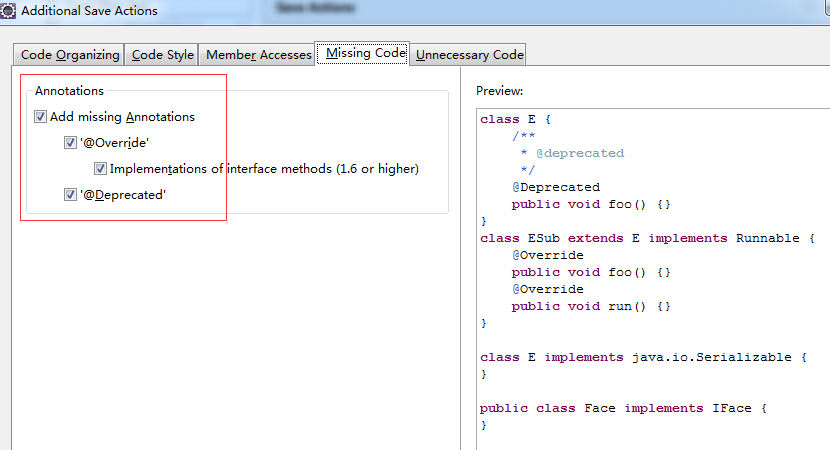 Additional Save Actions
Save Actions
Code Organizing
Code Style
Member Accesses
Missing Code
Unnecessary Code
Annotations
Add missing Annotations
'@Override'
Implementations of interface methods (1.6 or higher)
'@Deprecated'
Preview:
class E {
    /**
     * @deprecated
     */
    @Deprecated
    public void foo() {}
}
class ESub extends E implements Runnable {
    @Override
    public void foo() {}
    @Override
    public void run() {}
}

class E implements java.io.Serializable {
}

public class Face implements IFace {
}